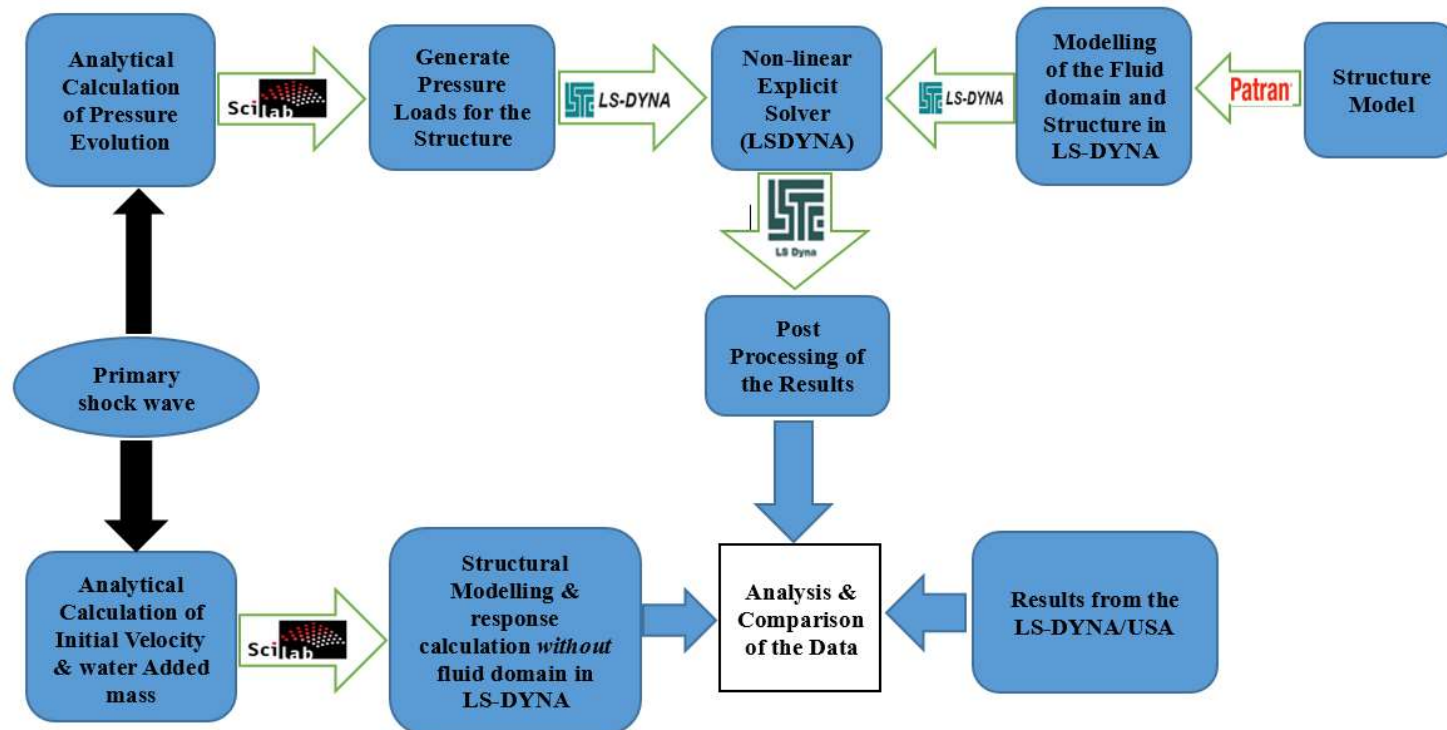 Analytical
Calculation
of Pressure
Evolution
Scilab
Generate
Pressure
Loads for the
Structure
LS-DYNA
Non-linear
Explicit
Solver
(LSDYNA)
LS-DYNA
Modelling
of the Fluid
domain and
Structure in
LS-DYNA
Patran
Structure
Model
LSTC
LS Dyna
Post
Processing of
the Results
Primary
shock wave
Analytical
Calculation of
Initial Velocity
& water Added
mass
Scilab
Structural
Modelling &
response
calculation without
fluid domain in
LS-DYNA
Analysis &
Comparison
of the Data
Results from the
LS-DYNA/USA